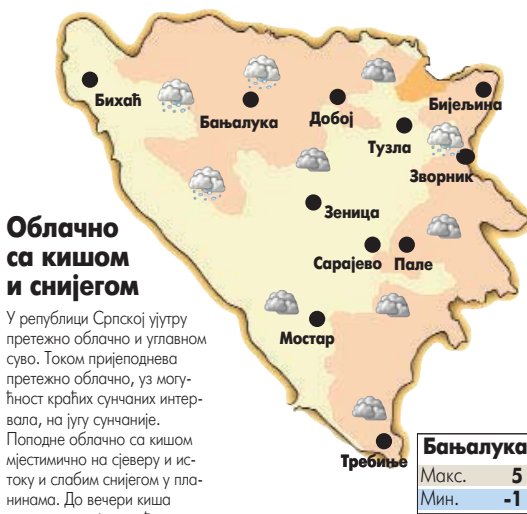 Бихаћ
Бањалука
Добој
Бијељина
Тузла
Зворник
Зеница
Сарајево
Пале
Мостар
Требиње
Облачно
са кишом
и снијегом
У републици Српској ујутру
претежно облачно и углавном
суво. Током пријеподнева
претежно облачно, уз могу-
ћност краћих сунчаних интер-
вала, на југу сунчаније.
Поподне облачно са кишом
мјестимично на сјеверу и ис-
току и слабим снијегом у пла-
нинама. До вечери киша
Бањалука
Макс. 5
Мин. -1